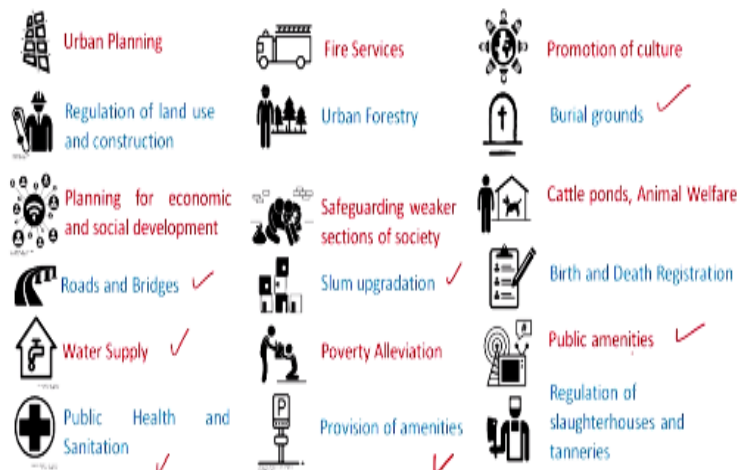 Urban Planning
Regulation of land use
and construction
Planning for economic
and social development
Roads and Bridges
Water Supply
Public Health and
Sanitation
Fire Services
Urban Forestry
Safeguarding weaker
sections of society
Slum upgradation
Poverty Alleviation
P
Provision of amenities
Promotion of culture
Burial grounds
Cattle ponds, Animal Welfare
Birth and Death Registration
Public amenities
Regulation of
slaughterhouses and
tanneries